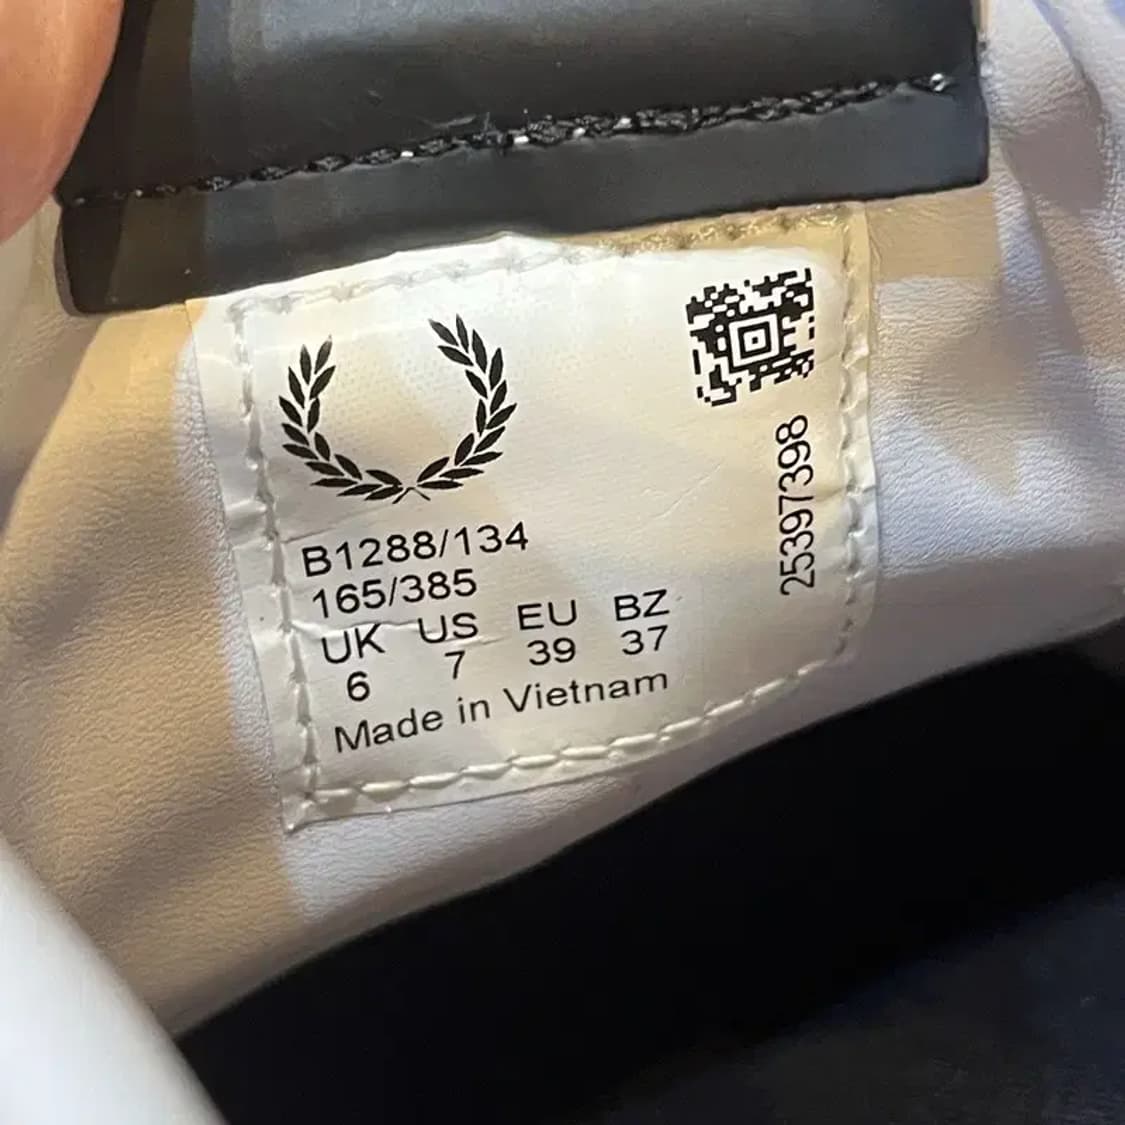 B1288/134
165/385
UK US EU BZ
6 7 39 37
Made in Vietnam
25397398